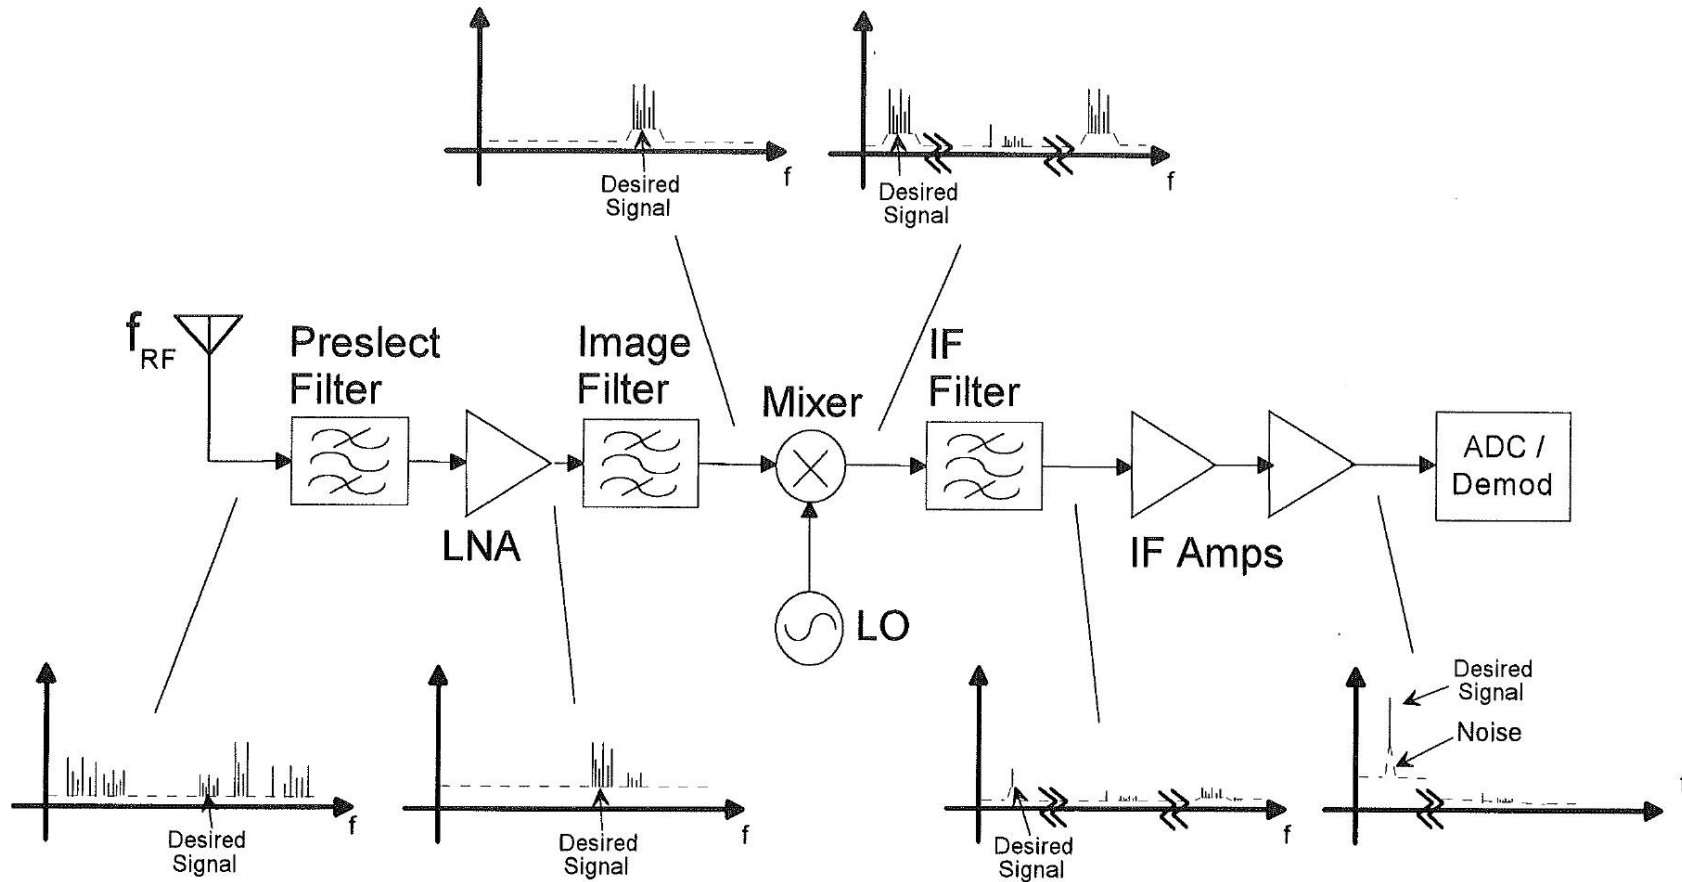 Desired
Signal
f
Desired
Signal
f
fRF
Preslect
Filter
LNA
Image
Filter
Mixer
LO
IF
Filter
IF Amps
ADC /
Demod
Desired
Signal
f
Desired
Signal
f
Desired
Signal
f
Desired
Signal
Noise
f